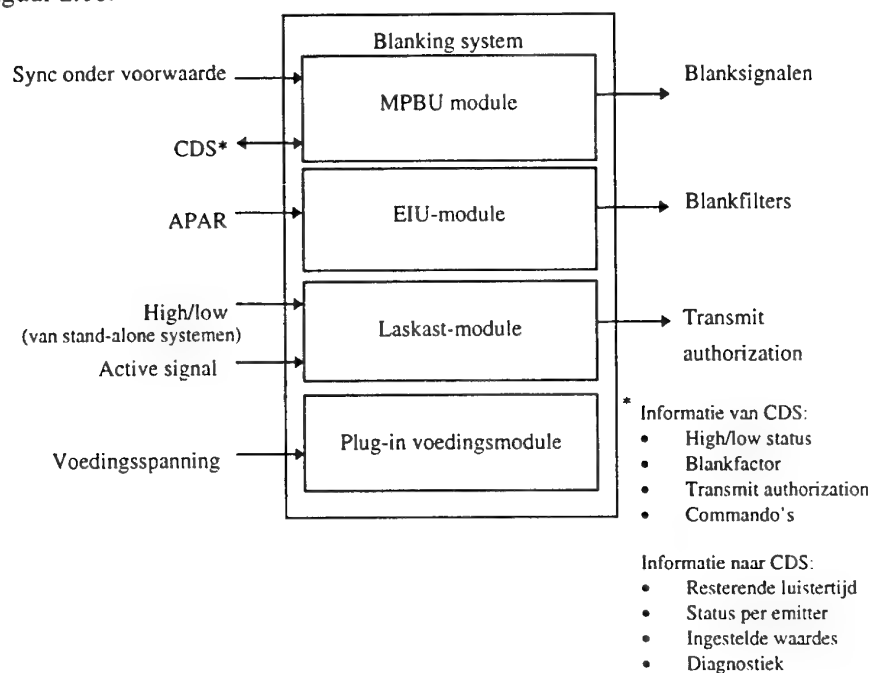 Blanking system
Sync onder voorwaarde
MPBU module
Blanksignalen
CDS*
APAR
EIU-module
Blankfilters
High/low
(van stand-alone systemen)
Laskast-module
Transmit
authorization
Active signal
Voedingsspanning
Plug-in voedingsmodule
* Informatie van CDS:
• High/low status
• Blankfactor
• Transmit authorization
• Commando's
Informatie naar CDS:
• Resterende luistertijd
• Status per emitter
• Ingestelde waardes
• Diagnostiek